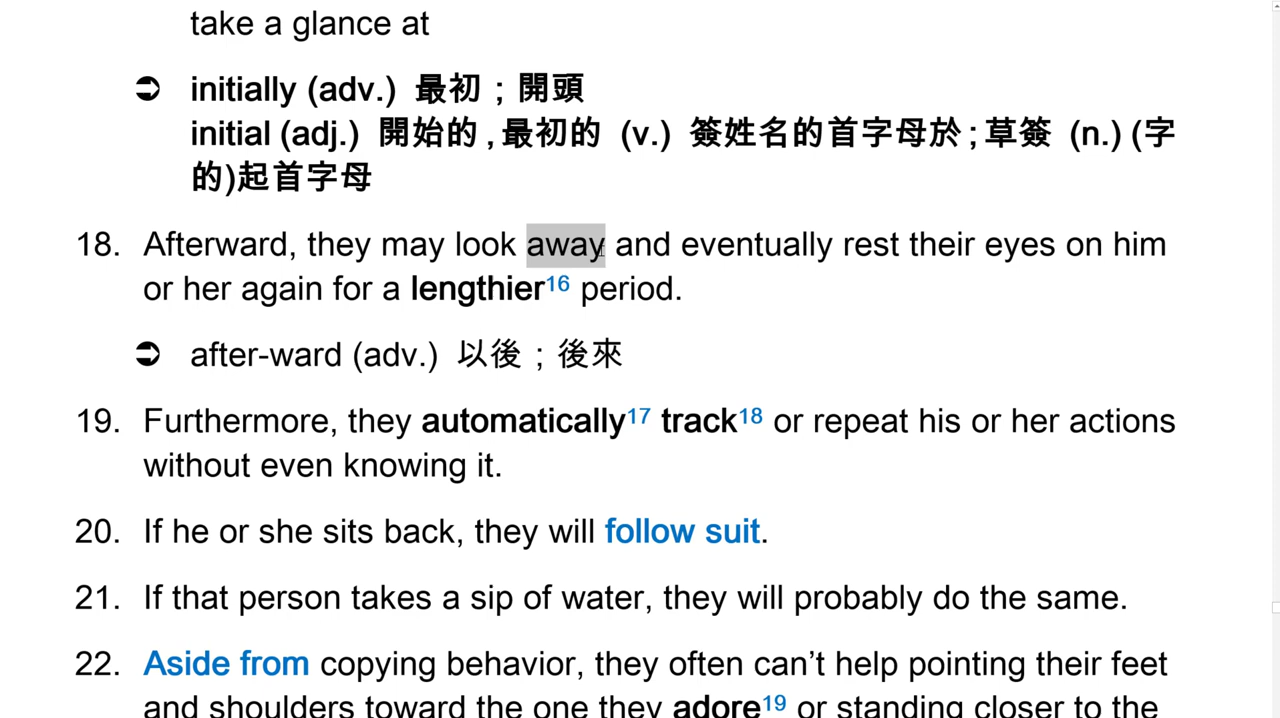 take a glance at
➲ initially (adv.) 最初；開頭
initial (adj.) 開始的 , 最初的 (v.) 簽姓名的首字母於 ; 草簽 (n.) (字
的)起首字母
18. Afterward, they may look away and eventually rest their eyes on him
or her again for a lengthier16 period.
➲ after-ward (adv.) 以後；後來
19. Furthermore, they automatically17 track18 or repeat his or her actions
without even knowing it.
20. If he or she sits back, they will follow suit.
21. If that person takes a sip of water, they will probably do the same.
22. Aside from copying behavior, they often can’t help pointing their feet
and shoulders toward the one they adore19 or standing closer to the